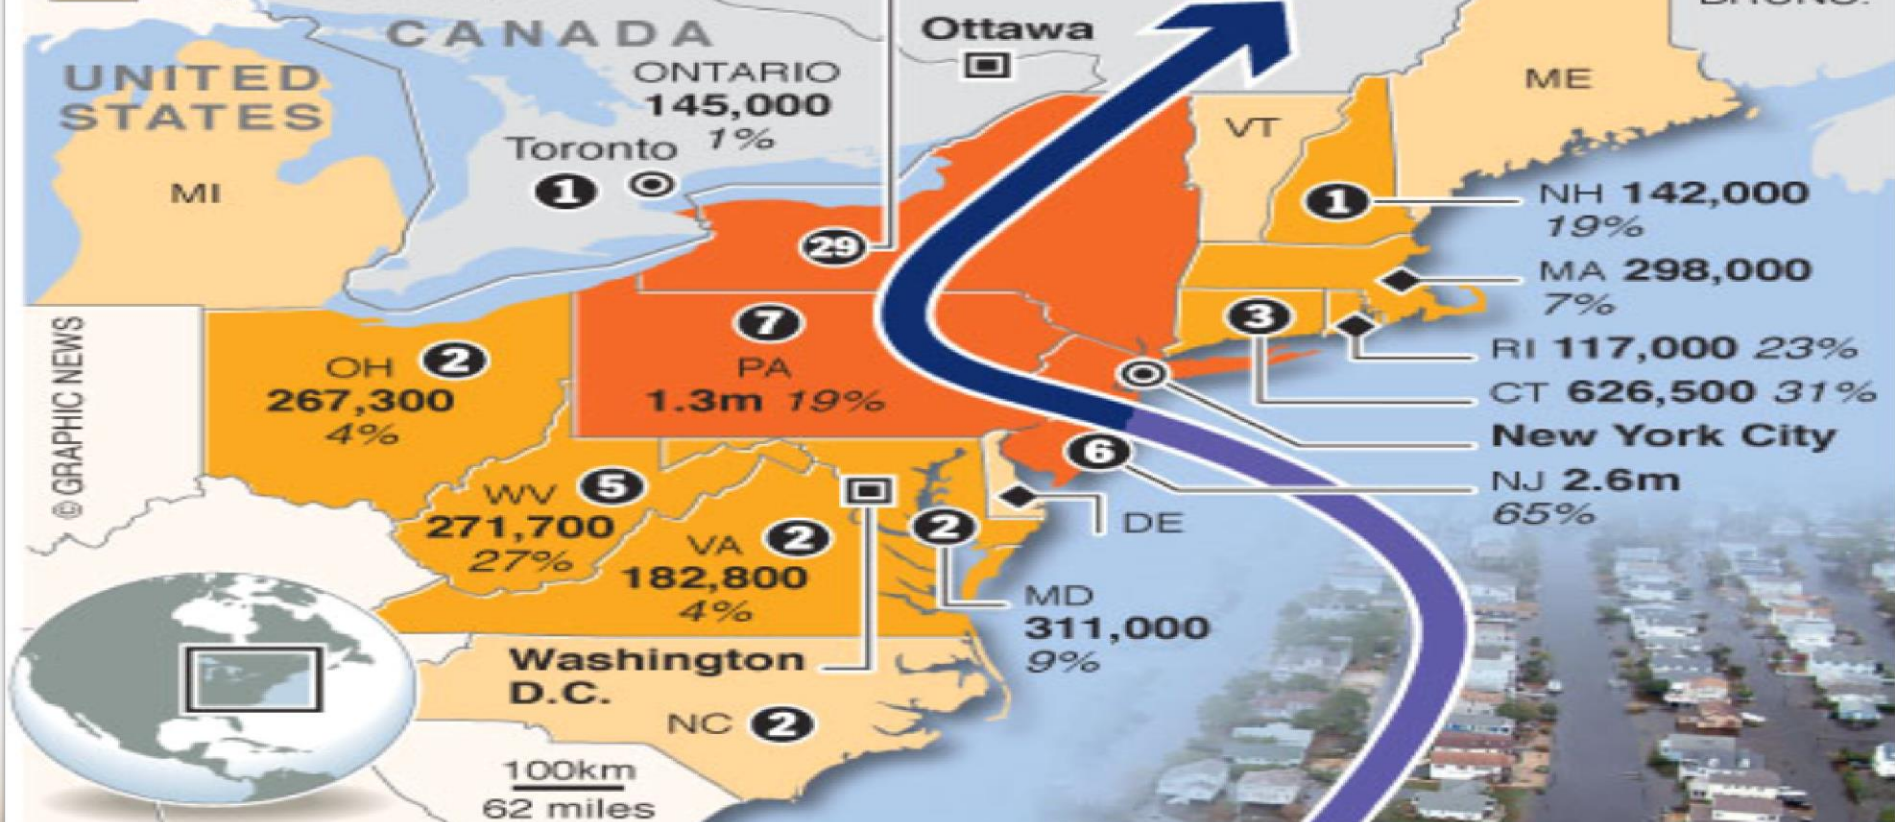 CANADA
UNITED
STATES
Ottawa
ONTARIO
145,000
1%
Toronto
1
MI
ME
VT
29
1
NH 142,000
19%
MA 298,000
7%
RI 117,000 23%
CT 626,500 31%
New York City
NJ 2.6m
65%
3
7
PA
1.3m 19%
OH 2
267,300
4%
6
WV 5
271,700
27%
VA 2
182,800
4%
2
DE
MD
311,000
9%
Washington
D.C.
NC 2
100km
62 miles
© GRAPHIC NEWS